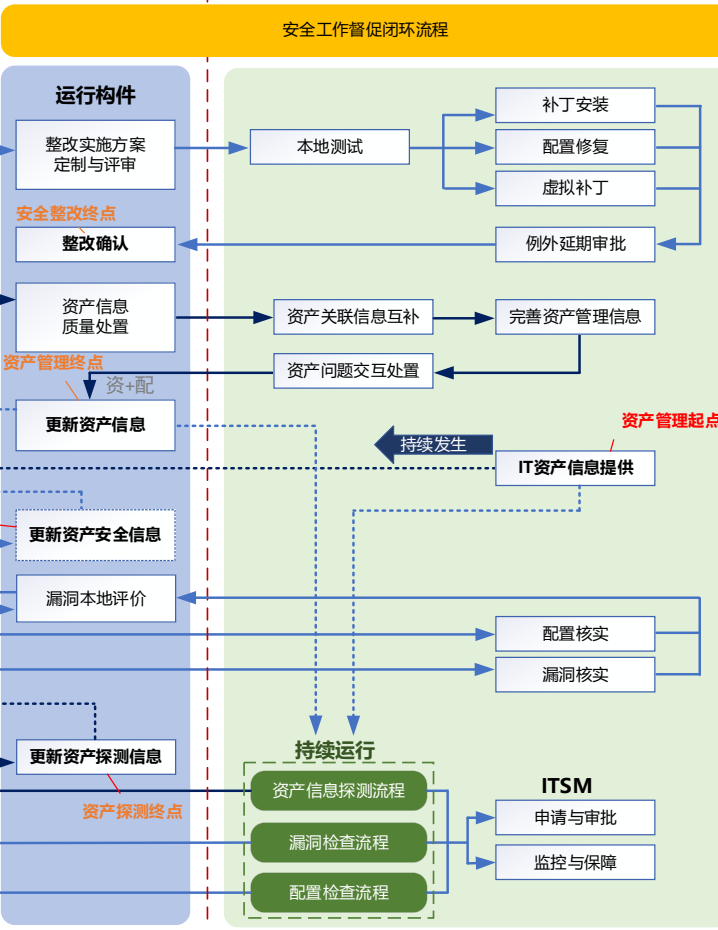 安全工作督促闭环流程
运行构件
整改实施方案
定制与评审
本地测试
补丁安装
配置修复
虚拟补丁
安全整改终点
整改确认
例外延期审批
资产信息
质量处置
资产关联信息互补
完善资产管理信息
资产管理终点
资产问题交互处置
资+配
更新资产信息
资产管理起点
持续发生
IT资产信息提供
更新资产安全信息
漏洞本地评价
配置核实
漏洞核实
更新资产探测信息
持续运行
资产探测终点
资产信息探测流程
漏洞检查流程
配置检查流程
ITSM
申请与审批
监控与保障